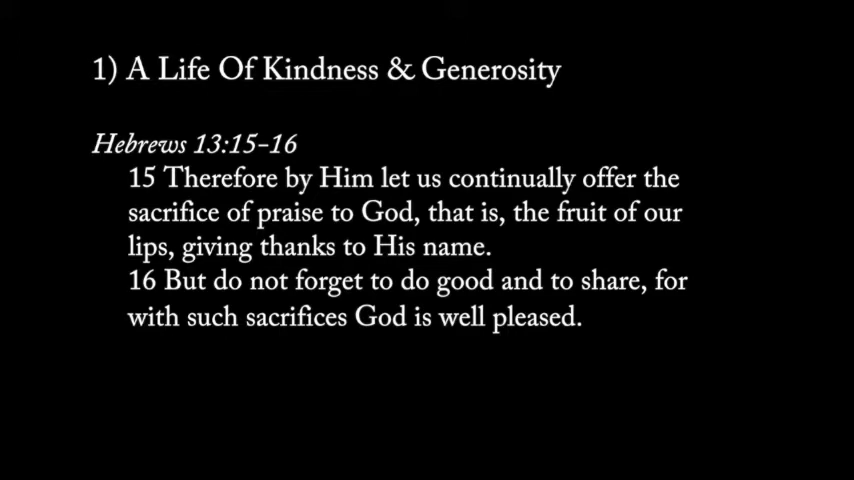 1) A Life Of Kindness & Generosity
Hebrews 13:15-16
15 Therefore by Him let us continually offer the
sacrifice of praise to God, that is, the fruit of our
lips, giving thanks to His name.
16 But do not forget to do good and to share, for
with such sacrifices God is well pleased.